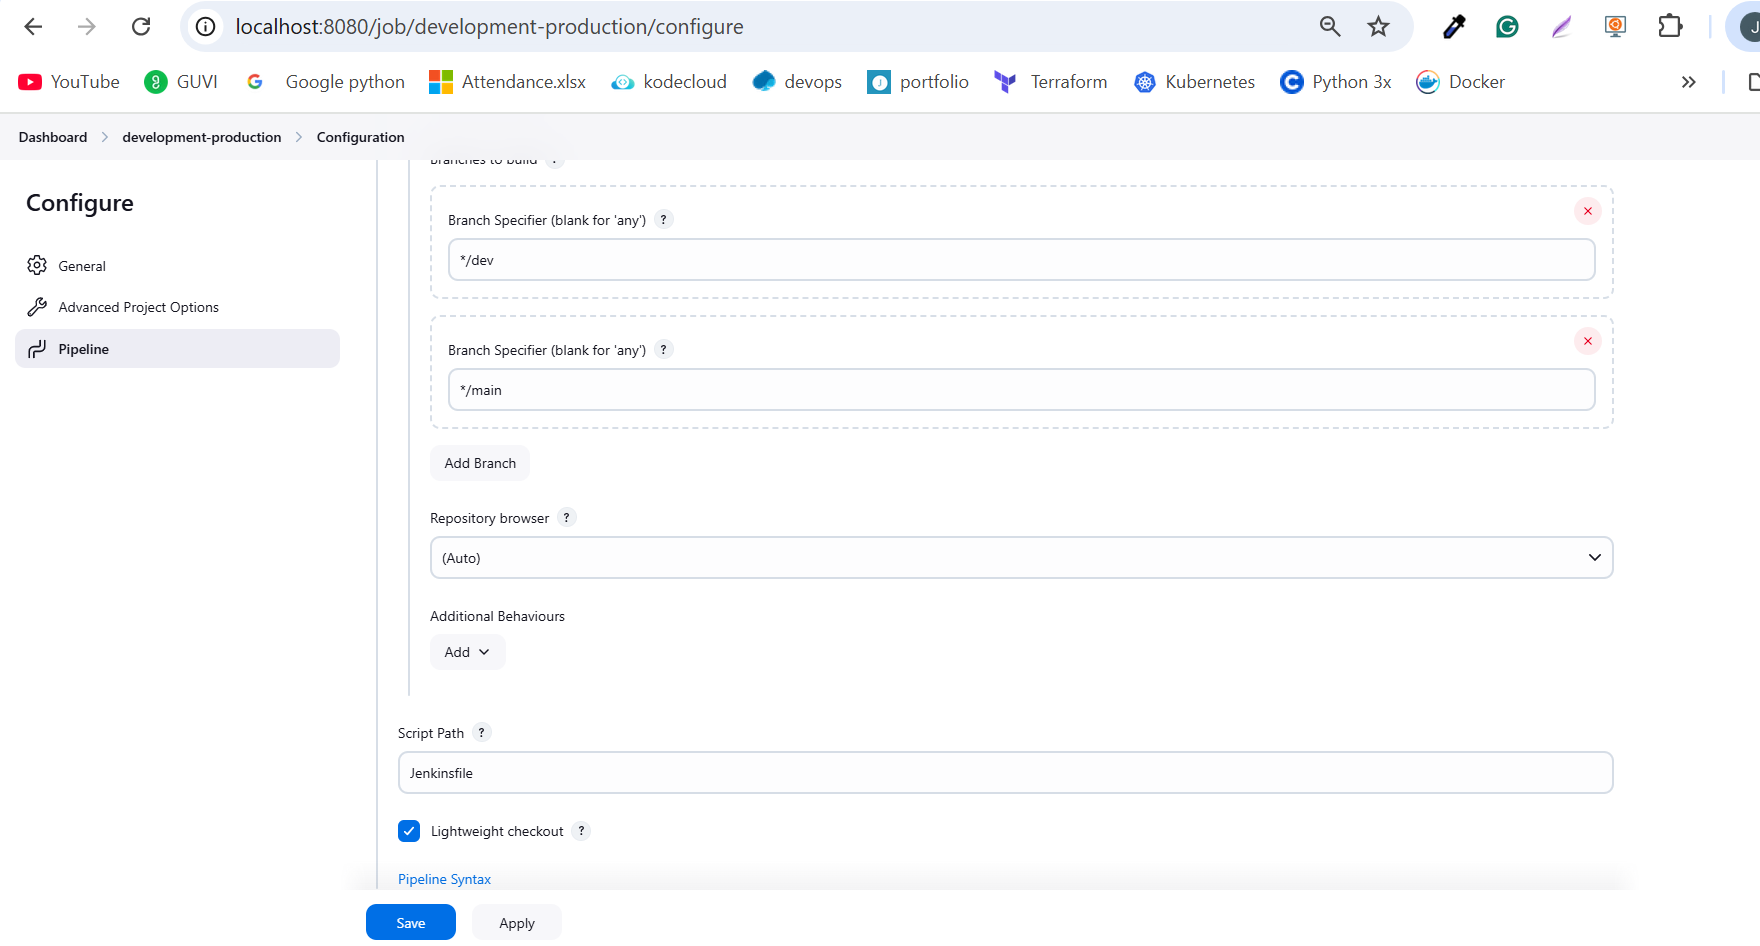 localhost:8080/job/development-production/configure
J
YouTube GUVI Google python Attendance.xlsx kodecloud devops portfolio Terraform Kubernetes Python 3x Docker
Dashboard development-production Configuration
Branches to build ?
Configure
General
Advanced Project Options
Pipeline
Branch Specifier (blank for 'any') ?
*/dev
Branch Specifier (blank for 'any') ?
*/main
Add Branch
Repository browser ?
(Auto)
Additional Behaviours
Add
Script Path ?
Jenkinsfile
Lightweight checkout ?
Pipeline Syntax
Save Apply